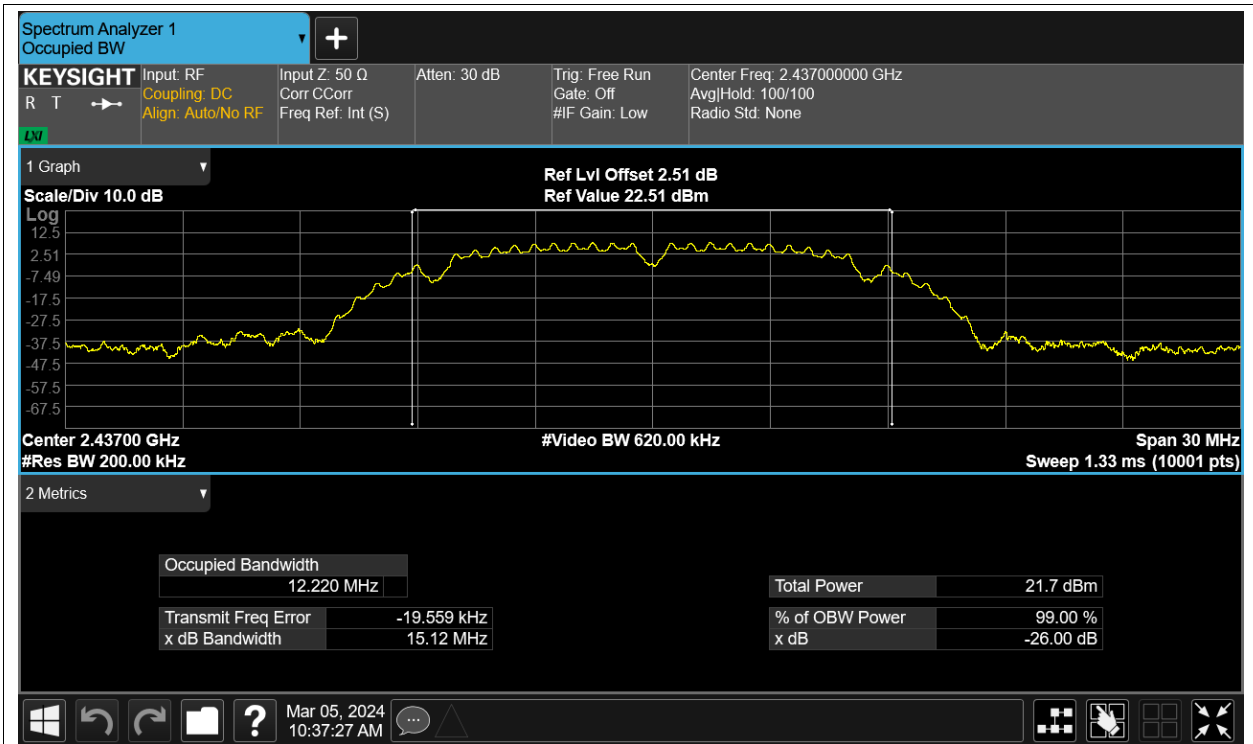 Spectrum Analyzer 1
Occupied BW
KEYSIGHT
R T
LXI
Input: RF
Coupling: DC
Align: Auto/No RF
Input Z: 50 Ω
Corr CCorr
Freq Ref: Int (S)
Atten: 30 dB
Trig: Free Run
Gate: Off
#IF Gain: Low
Center Freq: 2.437000000 GHz
Avg|Hold: 100/100
Radio Std: None
1 Graph
Scale/Div 10.0 dB
Ref Lvl Offset 2.51 dB
Ref Value 22.51 dBm
Log
12.5
2.51
-7.49
-17.5
-27.5
-37.5
-47.5
-57.5
-67.5
Center 2.43700 GHz
#Video BW 620.00 kHz
Span 30 MHz
#Res BW 200.00 kHz
Sweep 1.33 ms (10001 pts)
2 Metrics
Occupied Bandwidth
12.220 MHz
Total Power 21.7 dBm
Transmit Freq Error -19.559 kHz
% of OBW Power 99.00 %
x dB Bandwidth 15.12 MHz
x dB -26.00 dB
?
Mar 05, 2024
10:37:27 AM